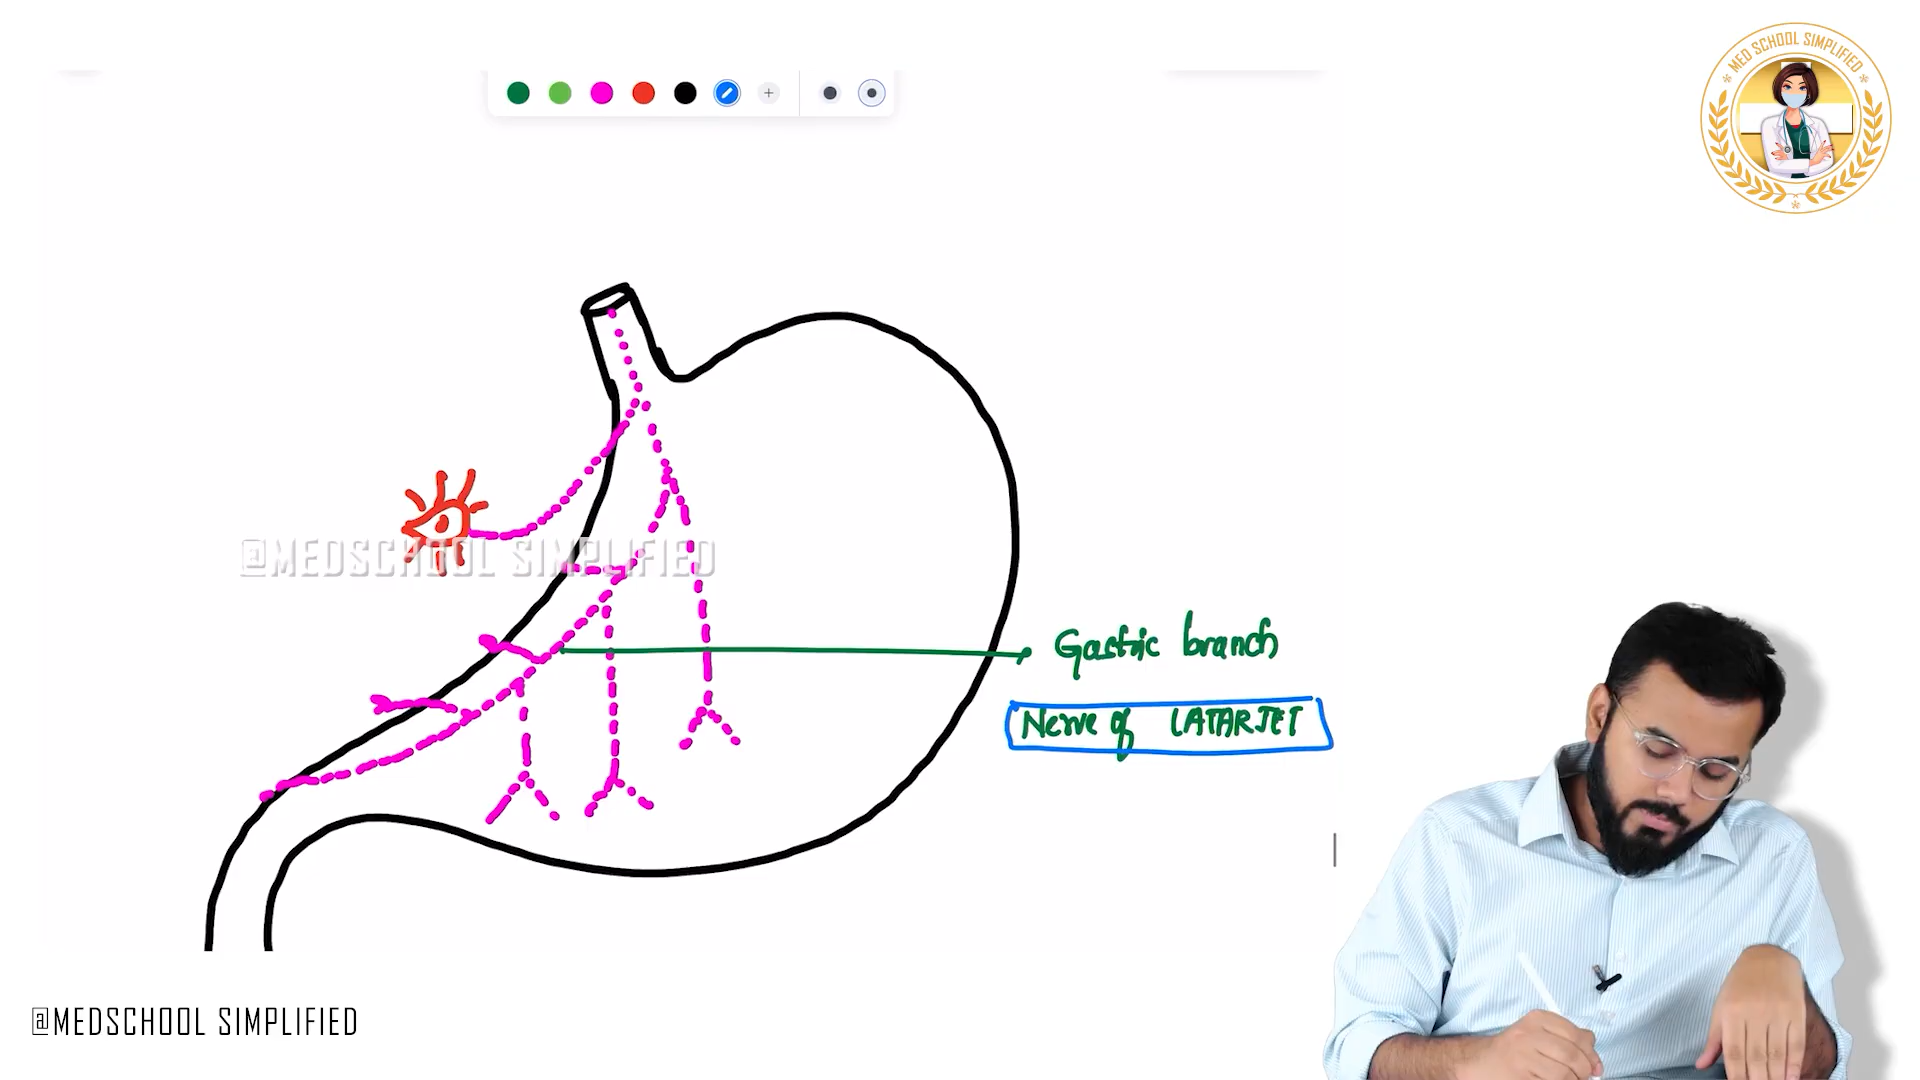 MED SCHOOL SIMPLIFIED
@MEDSCHOOL SIMPLIFIED
Gastric branch
Nerve of LATARJET
@MEDSCHOOL SIMPLIFIED